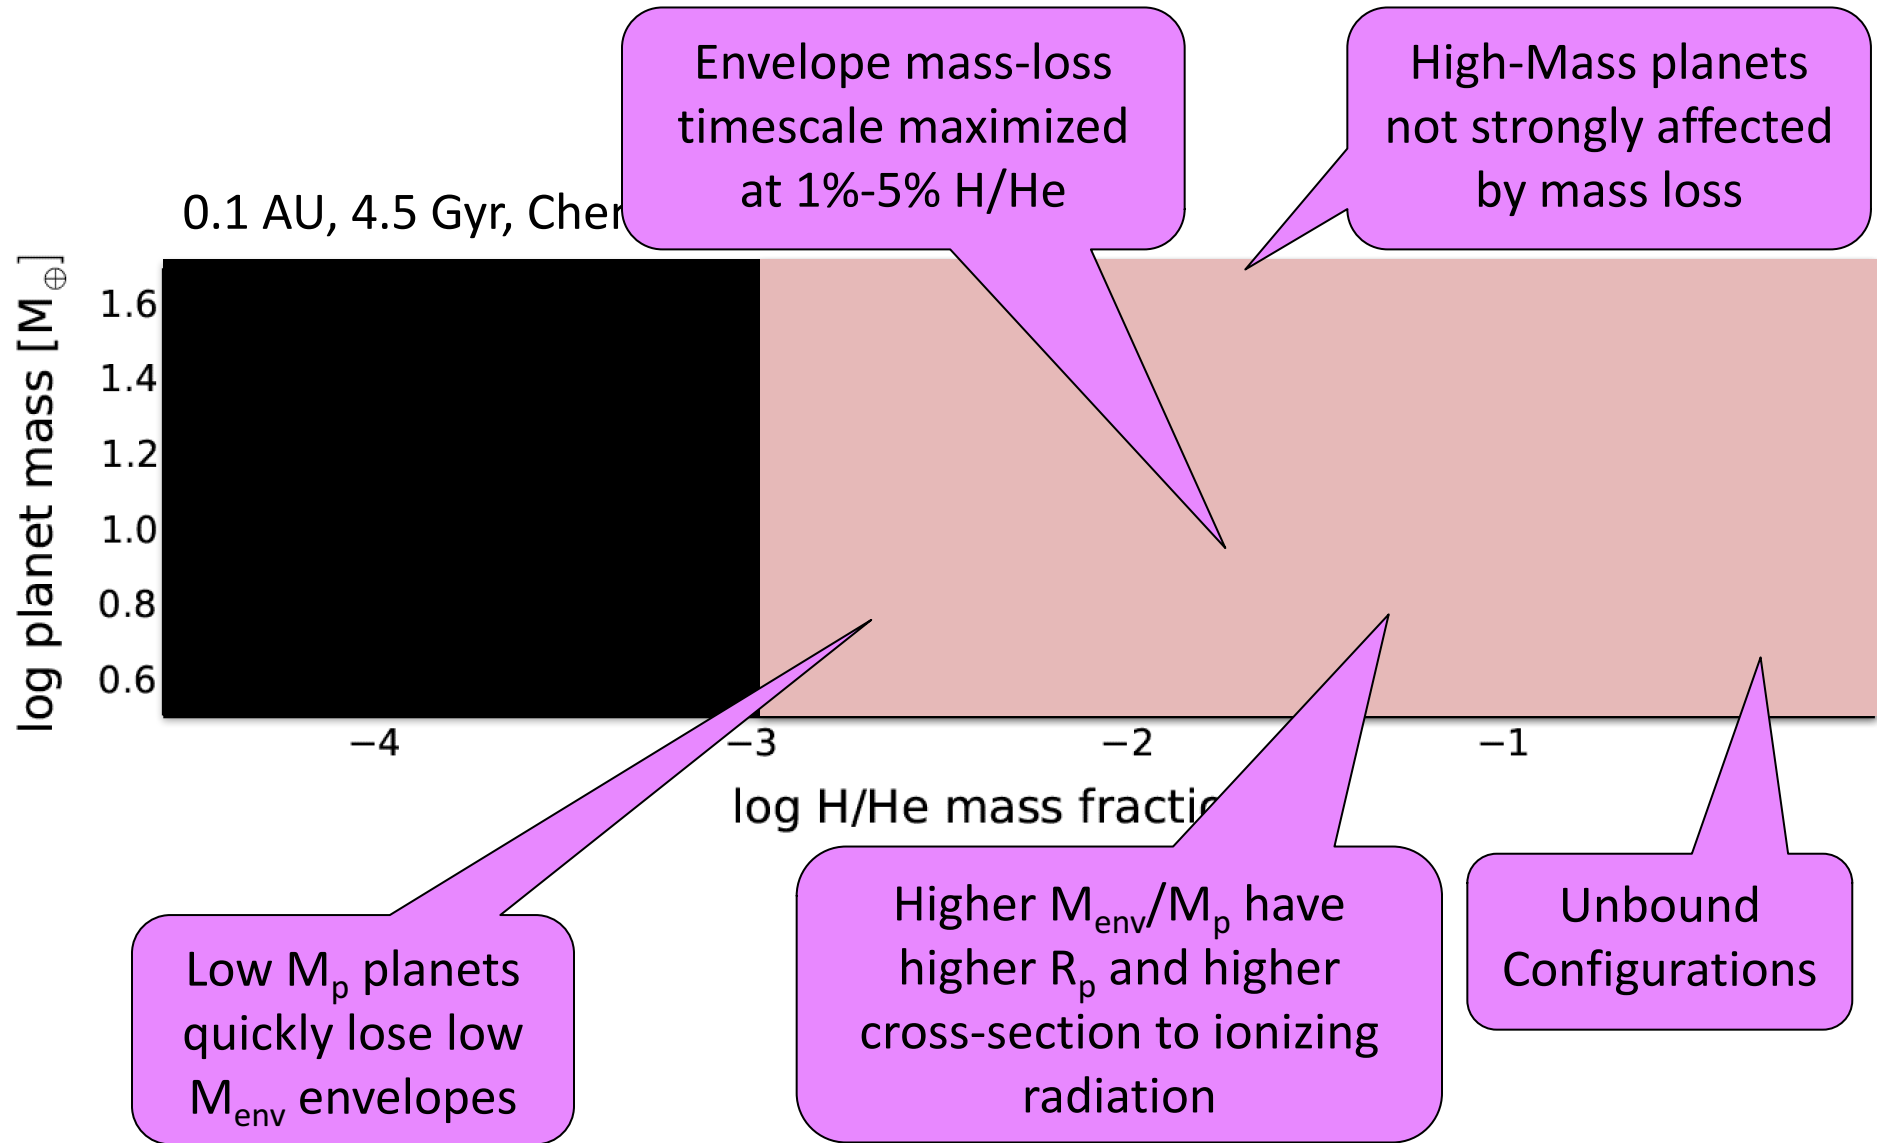 Envelope mass-loss
timescale maximized
at 1%-5% H/He
High-Mass planets
not strongly affected
by mass loss
0.1 AU, 4.5 Gyr,
log planet mass [M⊕]
1.6
1.4
1.2
1.0
0.8
0.6
−4
−3
−2
−1
log H/He mass
Low Mp planets
quickly lose low
Menv envelopes
Higher Menv/Mp have
higher Rp and higher
cross-section to ionizing
radiation
Unbound
Configurations